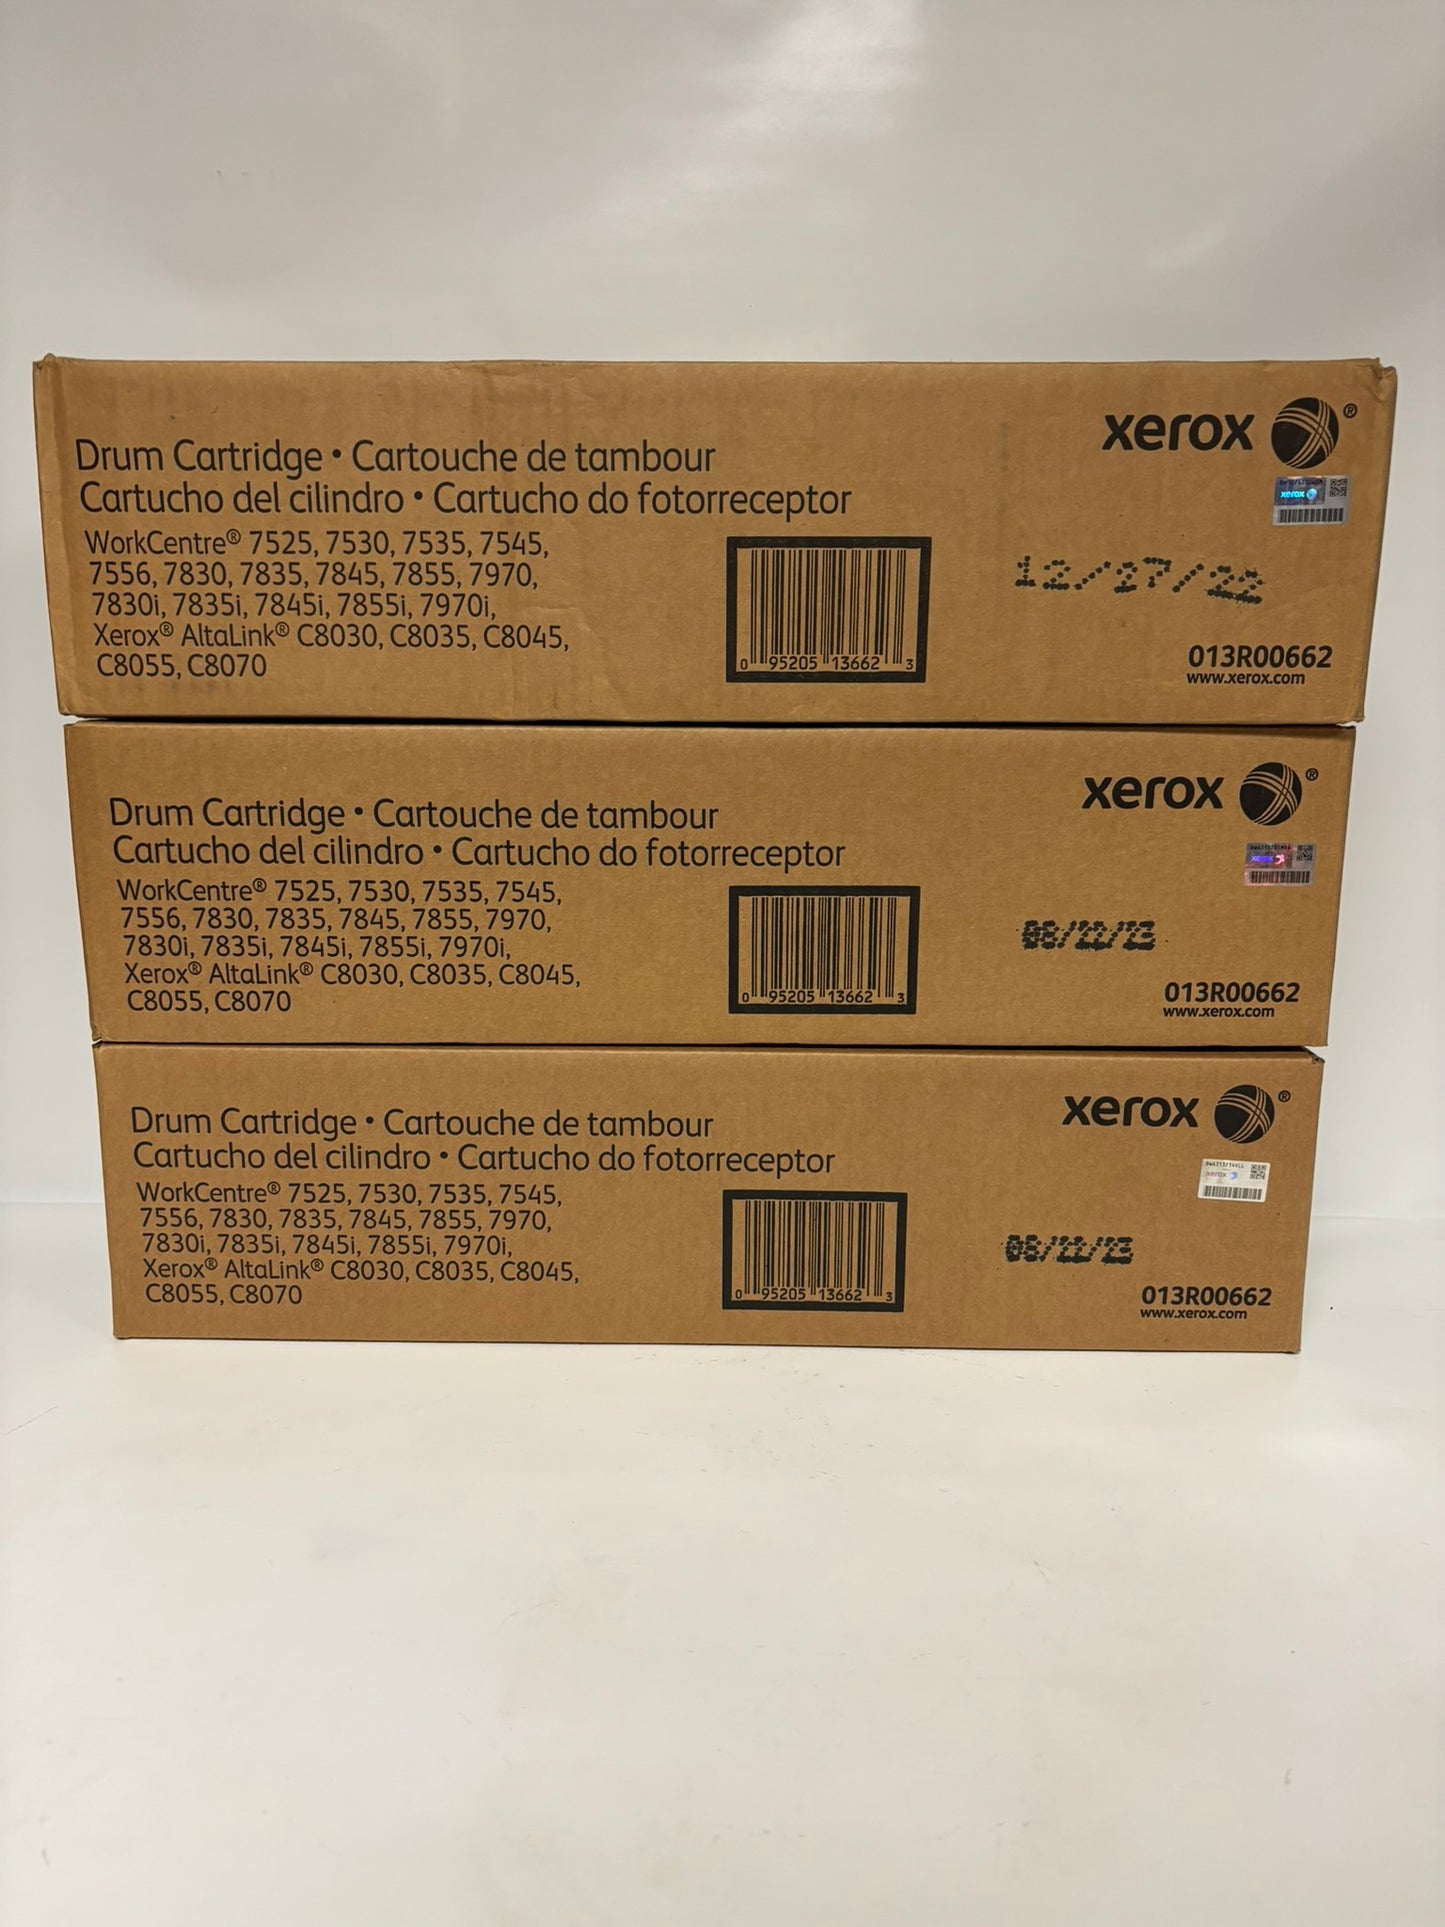 xerox ®
Drum Cartridge • Cartouche de tambour
Cartucho del cilindro • Cartucho do fotorreceptor
xerox
WorkCentre® 7525, 7530, 7535, 7545,
7556, 7830, 7835, 7845, 7855, 7970,
7830i, 7835i, 7845i, 7855i, 7970i,
Xerox® AltaLink® C8030, C8035, C8045,
C8055, C8070
0 95205 13662 3
12/27/22
013R00662
www.xerox.com
xerox ®
Drum Cartridge • Cartouche de tambour
Cartucho del cilindro • Cartucho do fotorreceptor
xerox
WorkCentre® 7525, 7530, 7535, 7545,
7556, 7830, 7835, 7845, 7855, 7970,
7830i, 7835i, 7845i, 7855i, 7970i,
Xerox® AltaLink® C8030, C8035, C8045,
C8055, C8070
0 95205 13662 3
013R00662
www.xerox.com
xerox ®
Drum Cartridge • Cartouche de tambour
Cartucho del cilindro • Cartucho do fotorreceptor
xerox
WorkCentre® 7525, 7530, 7535, 7545,
7556, 7830, 7835, 7845, 7855, 7970,
7830i, 7835i, 7845i, 7855i, 7970i,
Xerox® AltaLink® C8030, C8035, C8045,
C8055, C8070
0 95205 13662 3
013R00662
www.xerox.com